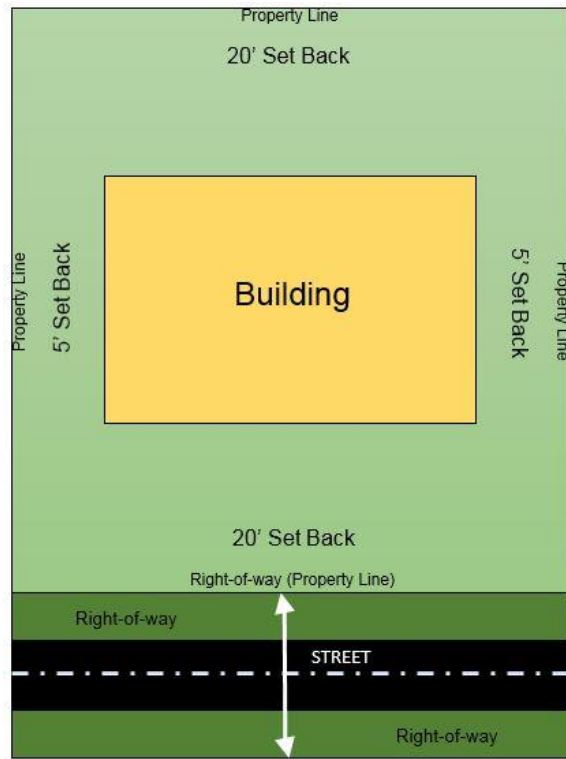 Property Line
20’ Set Back
Property Line
5’ Set Back
Building
5’ Set Back
Property Line
20’ Set Back
Right-of-way (Property Line)
Right-of-way
STREET
Right-of-way